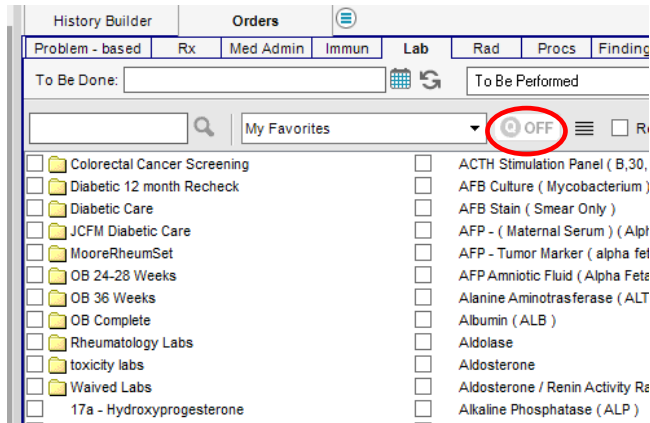 History Builder Orders
Problem - based Rx Med Admin Immun Lab Rad Procs Finding
To Be Done: To Be Performed
My Favorites OFF
Colorectal Cancer Screening
Diabetic 12 month Recheck
Diabetic Care
JCFM Diabetic Care
MooreRheumSet
OB 24-28 Weeks
OB 36 Weeks
OB Complete
Rheumatology Labs
toxicity labs
Waived Labs
17a - Hydroxyprogesterone
ACTH Stimulation Panel ( B,30,
AFB Culture ( Mycobacterium )
AFB Stain ( Smear Only )
AFP - ( Maternal Serum ) ( Alph
AFP - Tumor Marker ( alpha fet
AFP Amniotic Fluid ( Alpha Feta
Alanine Aminotrasferase ( ALT
Albumin ( ALB )
Aldolase
Aldosterone
Aldosterone / Renin Activity Ra
Alkaline Phosphatase ( ALP )